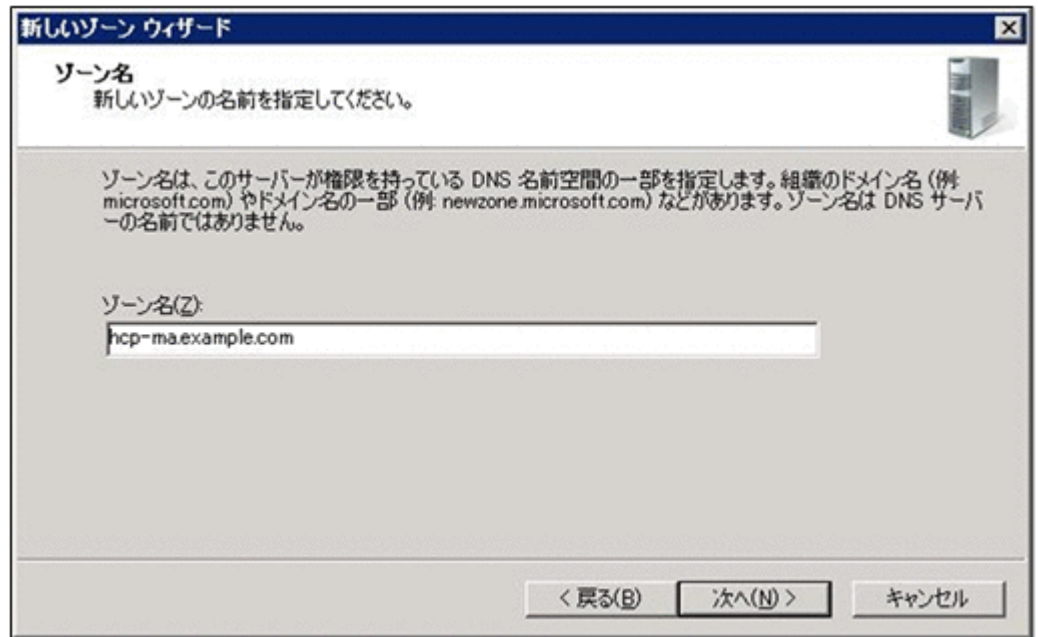 新しいゾーン ウィザード
ゾーン名
新しいゾーンの名前を指定してください。
ゾーン名は、このサーバーが権限を持っている DNS 名前空間の一部を指定します。組織のドメイン名 (例:
microsoft.com) やドメイン名の一部 (例: newzone.microsoft.com) などがあります。ゾーン名は DNS サーバ
ーの名前ではありません。
ゾーン名(Z):
hcp-ma.example.com
< 戻る(B)
次へ(N) >
キャンセル